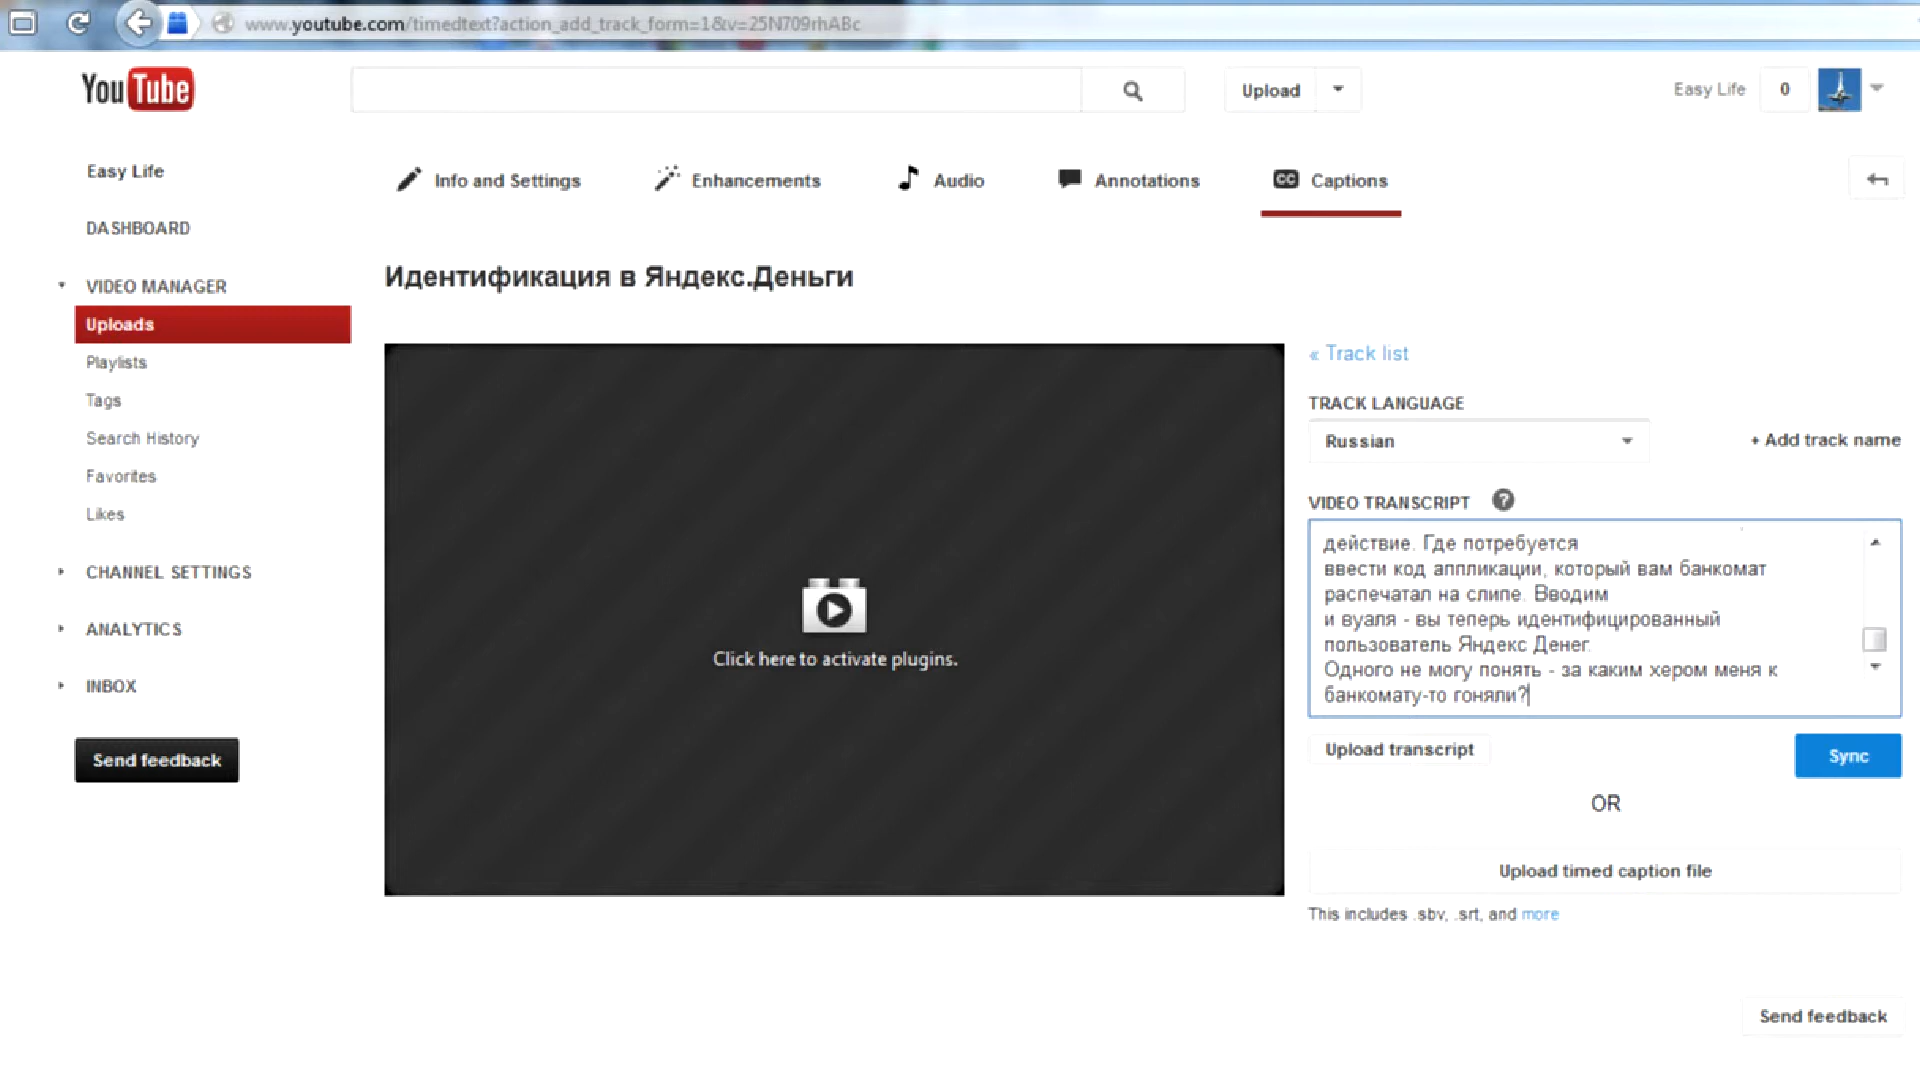 www.youtube.com/timedtext?action_add_track_form=1&v=25N709rhABc
YouTube
Upload
Easy Life
0
Easy Life
Info and Settings
Enhancements
Audio
Annotations
CC Captions
DASHBOARD
Идентификация в Яндекс.Деньги
VIDEO MANAGER
Uploads
Playlists
Tags
Search History
Favorites
Likes
CHANNEL SETTINGS
ANALYTICS
INBOX
Send feedback
Click here to activate plugins.
« Track list
TRACK LANGUAGE
Russian
+ Add track name
VIDEO TRANSCRIPT ?
действие. Где потребуется
ввести код аппликации, который вам банкомат
распечатал на слипе. Вводим
и вуаля - вы теперь идентифицированный
пользователь Яндекс Денег.
Одного не могу понять - за каким хером меня к
банкомату-то гоняли?
Upload transcript
Sync
OR
Upload timed caption file
This includes .sbv, .srt, and more
Send feedback